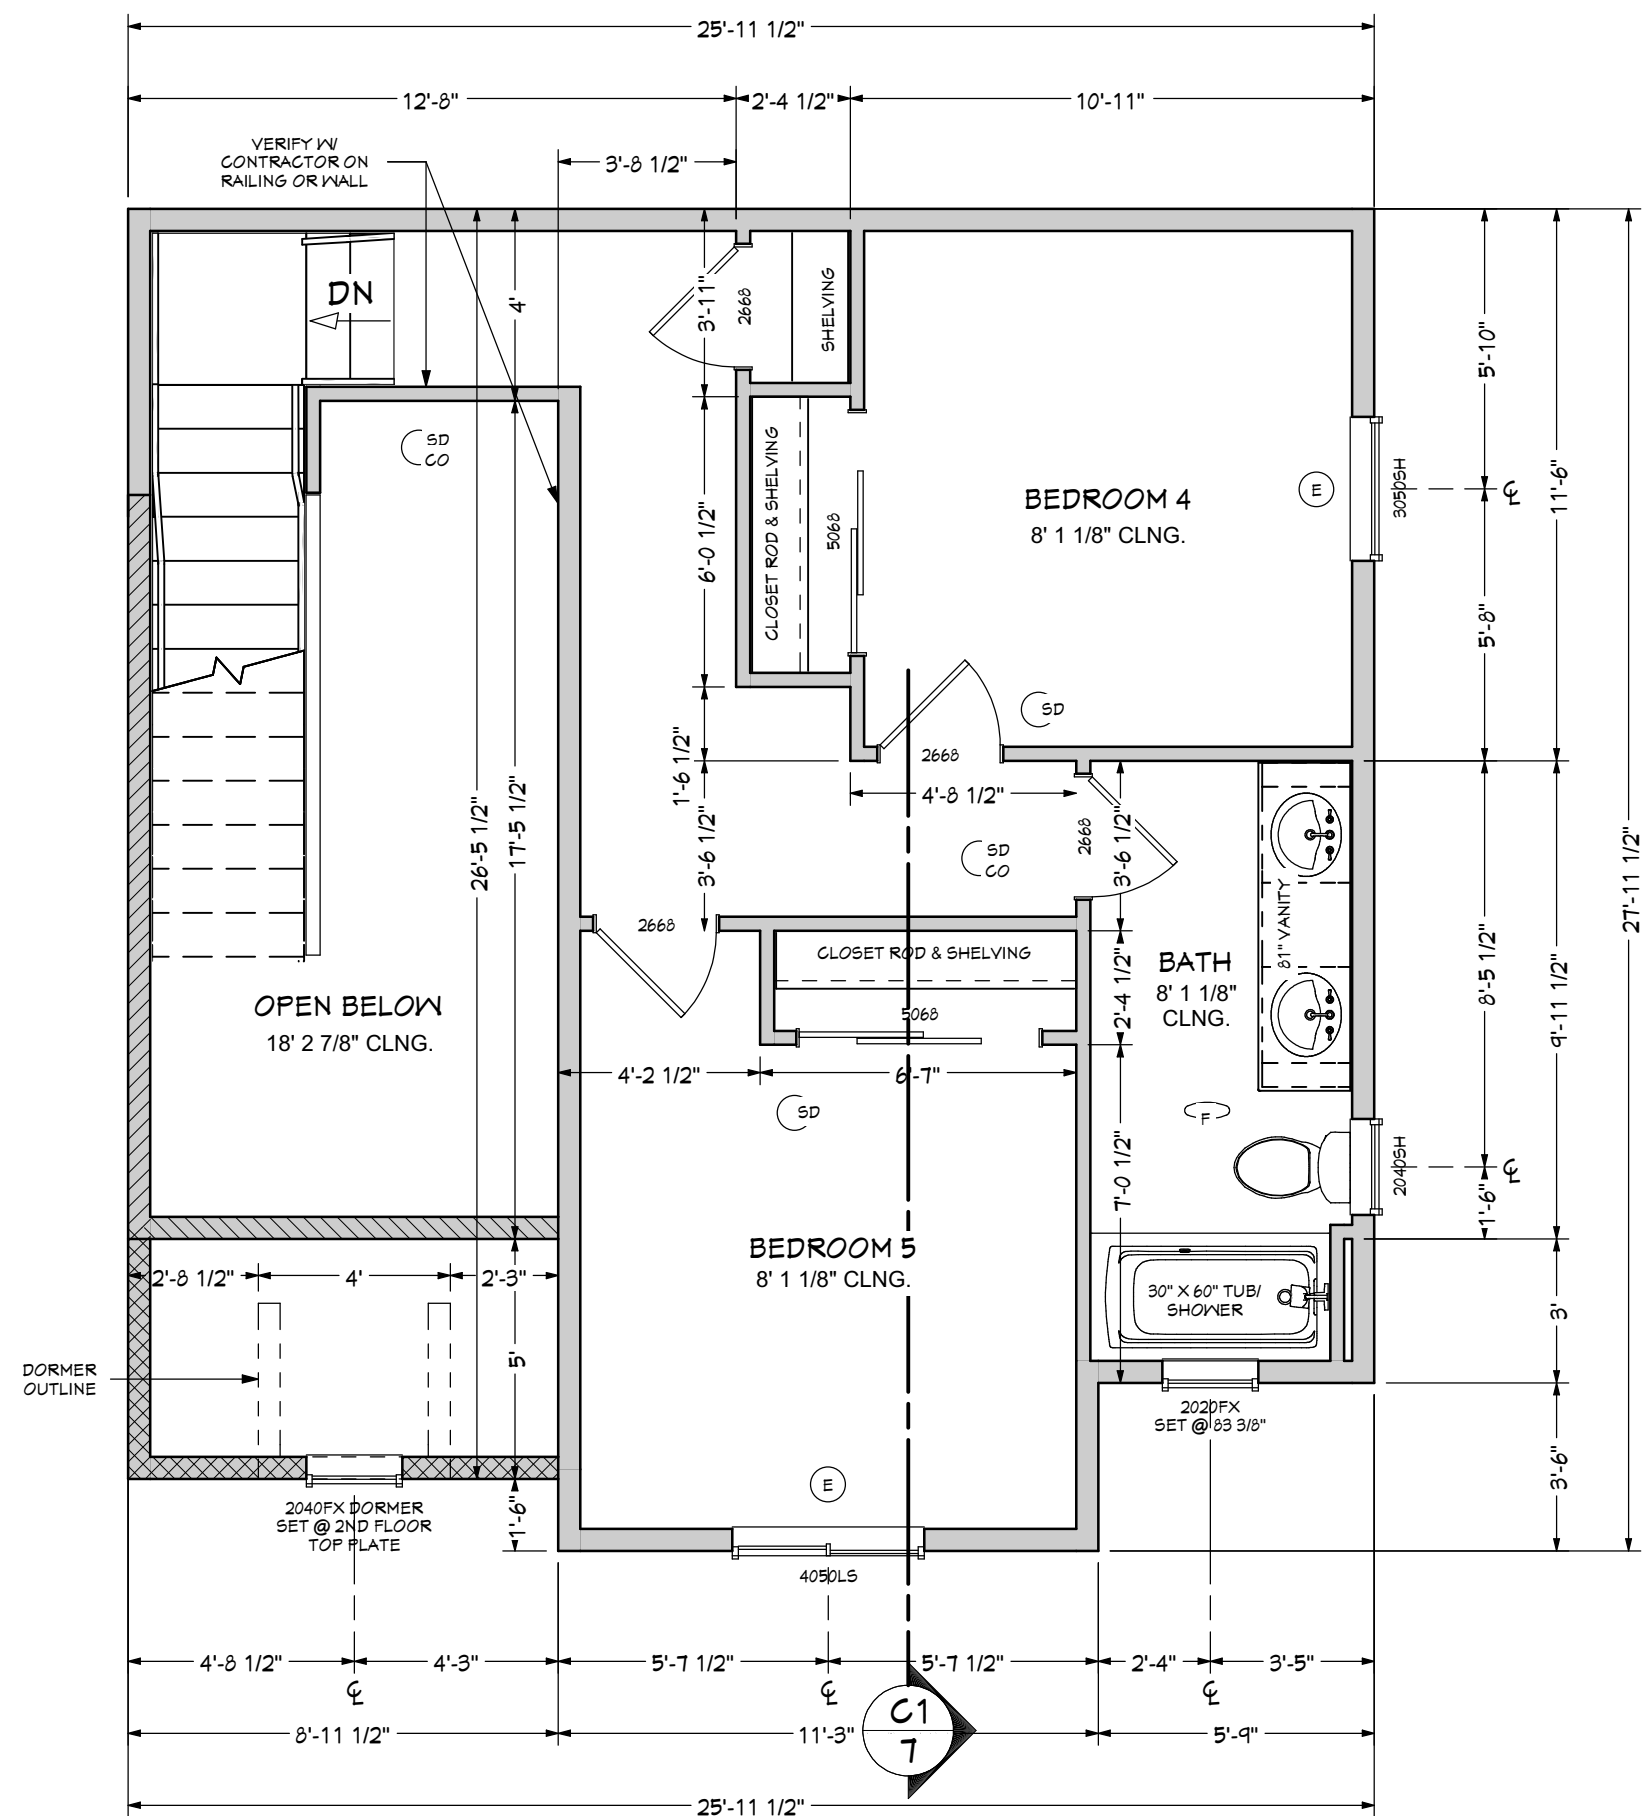 25'-11 1/2"
12'-8"
2'-4 1/2"
10'-11"
VERIFY W/
CONTRACTOR ON
RAILING OR WALL
3'-8 1/2"
DN
4'
3'-11"
2668
SHELVING
5'-10"
SD
CO
CLOSET ROD & SHELVING
5068
6'-0 1/2"
BEDROOM 4
8' 1 1/8" CLNG.
E
3050SH
℄
11'-6"
5'-8"
SD
2668
1'-6 1/2"
4'-8 1/2"
26'-5 1/2"
17'-5 1/2"
3'-6 1/2"
SD
CO
2668
3'-6 1/2"
81" VANITY
27'-11 1/2"
2668
CLOSET ROD & SHELVING
5068
2'-4 1/2"
BATH
8' 1 1/8"
CLNG.
8'-5 1/2"
9'-11 1/2"
OPEN BELOW
18' 2 7/8" CLNG.
4'-2 1/2"
6'-7"
SD
F
7'-0 1/2"
2040SH
℄
1'-6"
BEDROOM 5
8' 1 1/8" CLNG.
2'-8 1/2"
4'
2'-3"
30" X 60" TUB/
SHOWER
3'
DORMER
OUTLINE
5'
2020FX
SET @ 83 3/8"
3'-6"
E
2040FX DORMER
SET @ 2ND FLOOR
TOP PLATE
1'-6"
4050LS
4'-8 1/2"
4'-3"
5'-7 1/2"
5'-7 1/2"
2'-4"
3'-5"
℄
℄
℄
C1
7
8'-11 1/2"
11'-3"
5'-9"
25'-11 1/2"